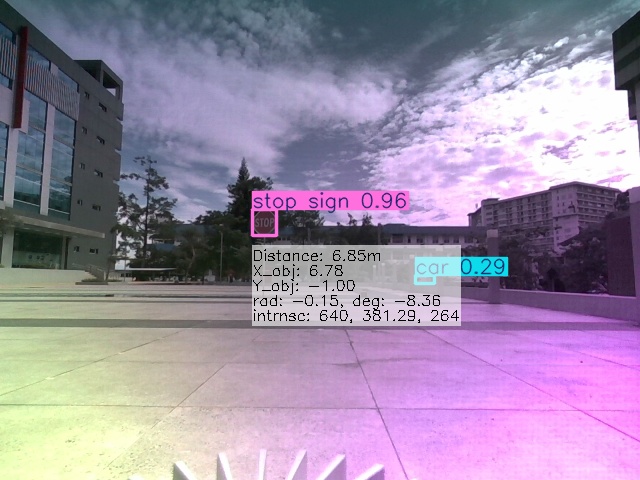 stop sign 0.96
STOP
Distance: 6.85m
X_obj: 6.78
Y_obj: -1.00
rad: -0.15, deg: -8.36
intrnsc: 640, 381.29, 264
car 0.29